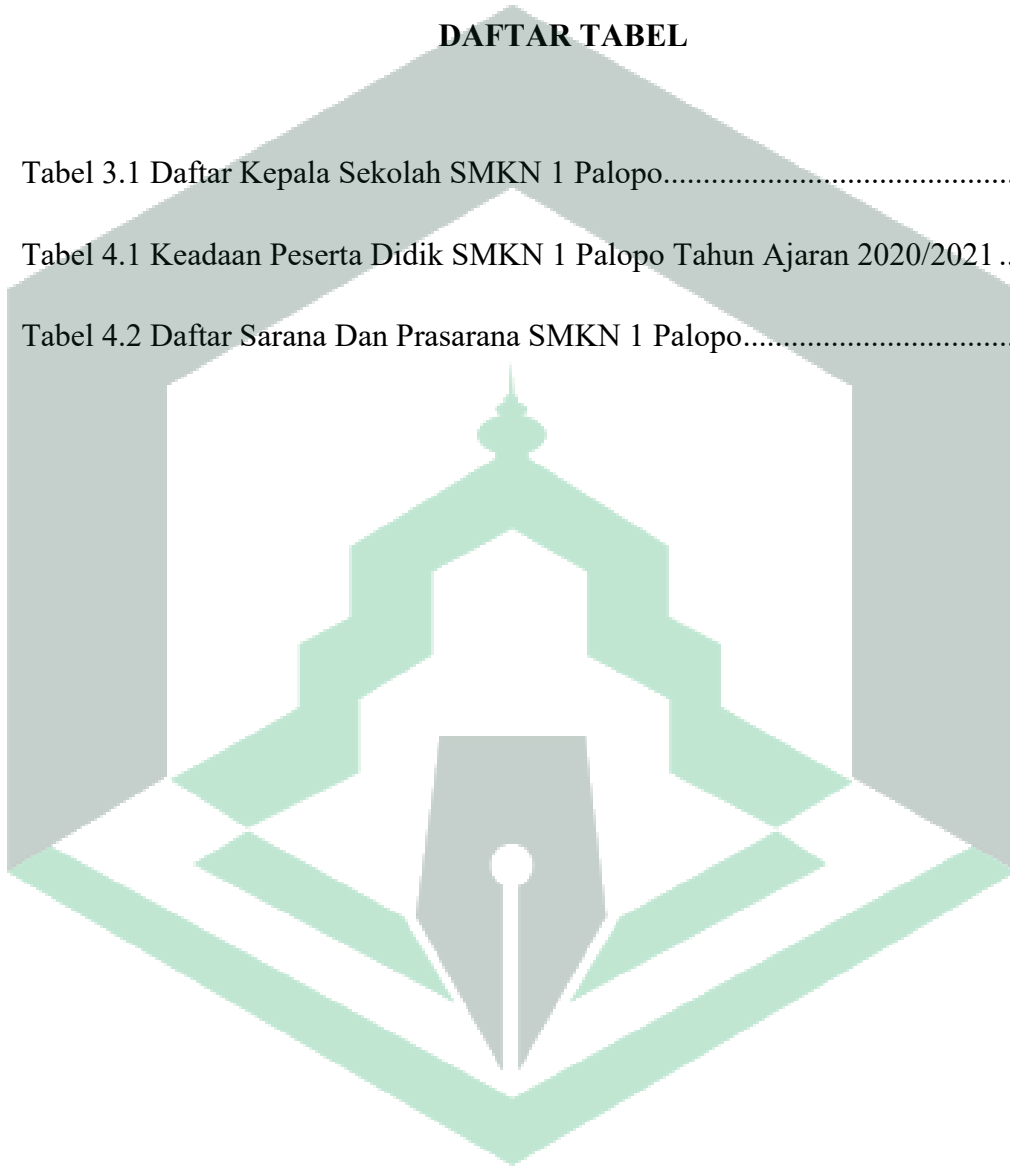 DAFTAR TABEL
Tabel 3.1 Daftar Kepala Sekolah SMKN 1 Palopo............................................
Tabel 4.1 Keadaan Peserta Didik SMKN 1 Palopo Tahun Ajaran 2020/2021 ..
Tabel 4.2 Daftar Sarana Dan Prasarana SMKN 1 Palopo..................................